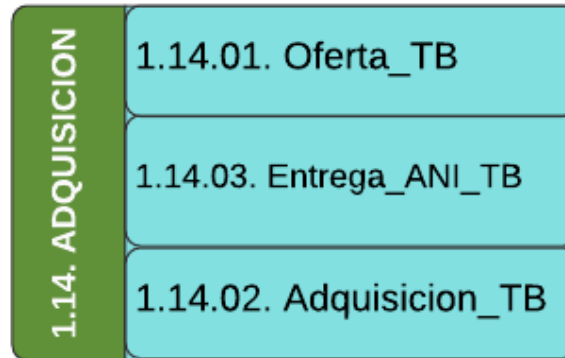 1.14. ADQUISICION
1.14.01. Oferta_TB
1.14.03. Entrega_ANI_TB
1.14.02. Adquisicion_TB